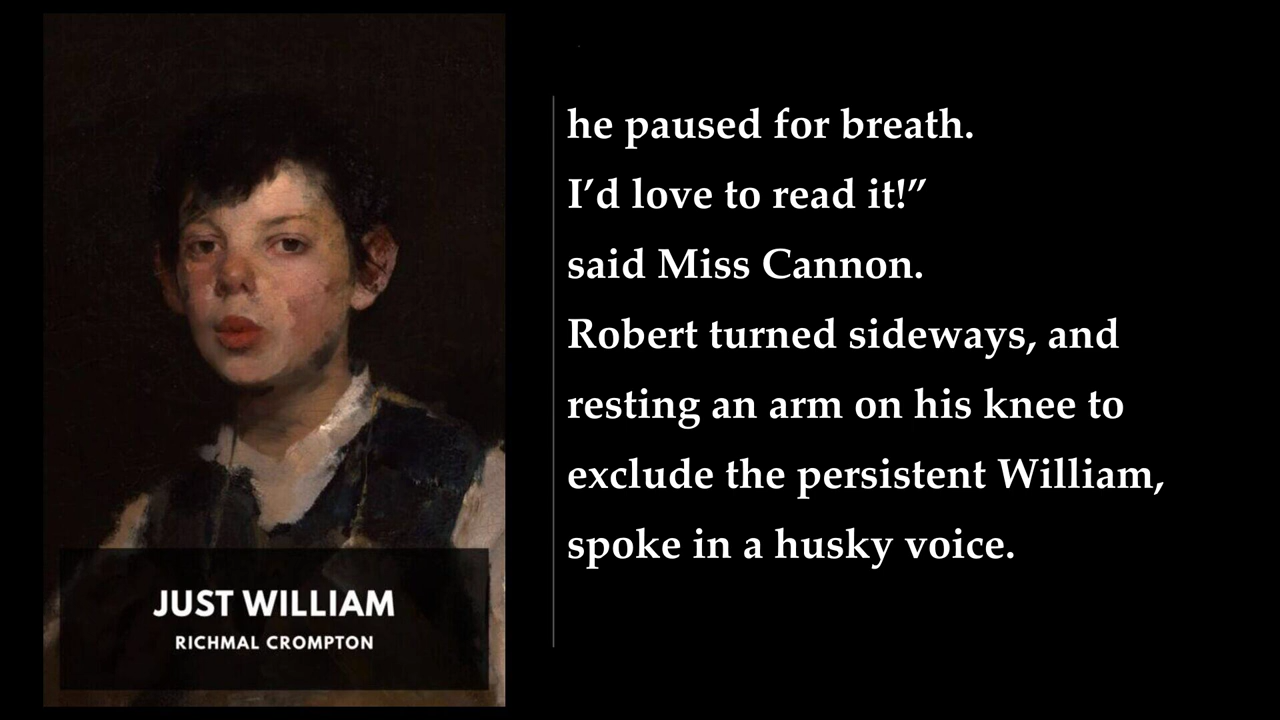 he paused for breath.
I’d love to read it!”
said Miss Cannon.
Robert turned sideways, and
resting an arm on his knee to
exclude the persistent William,
spoke in a husky voice.
JUST WILLIAM
RICHMAL CROMPTON